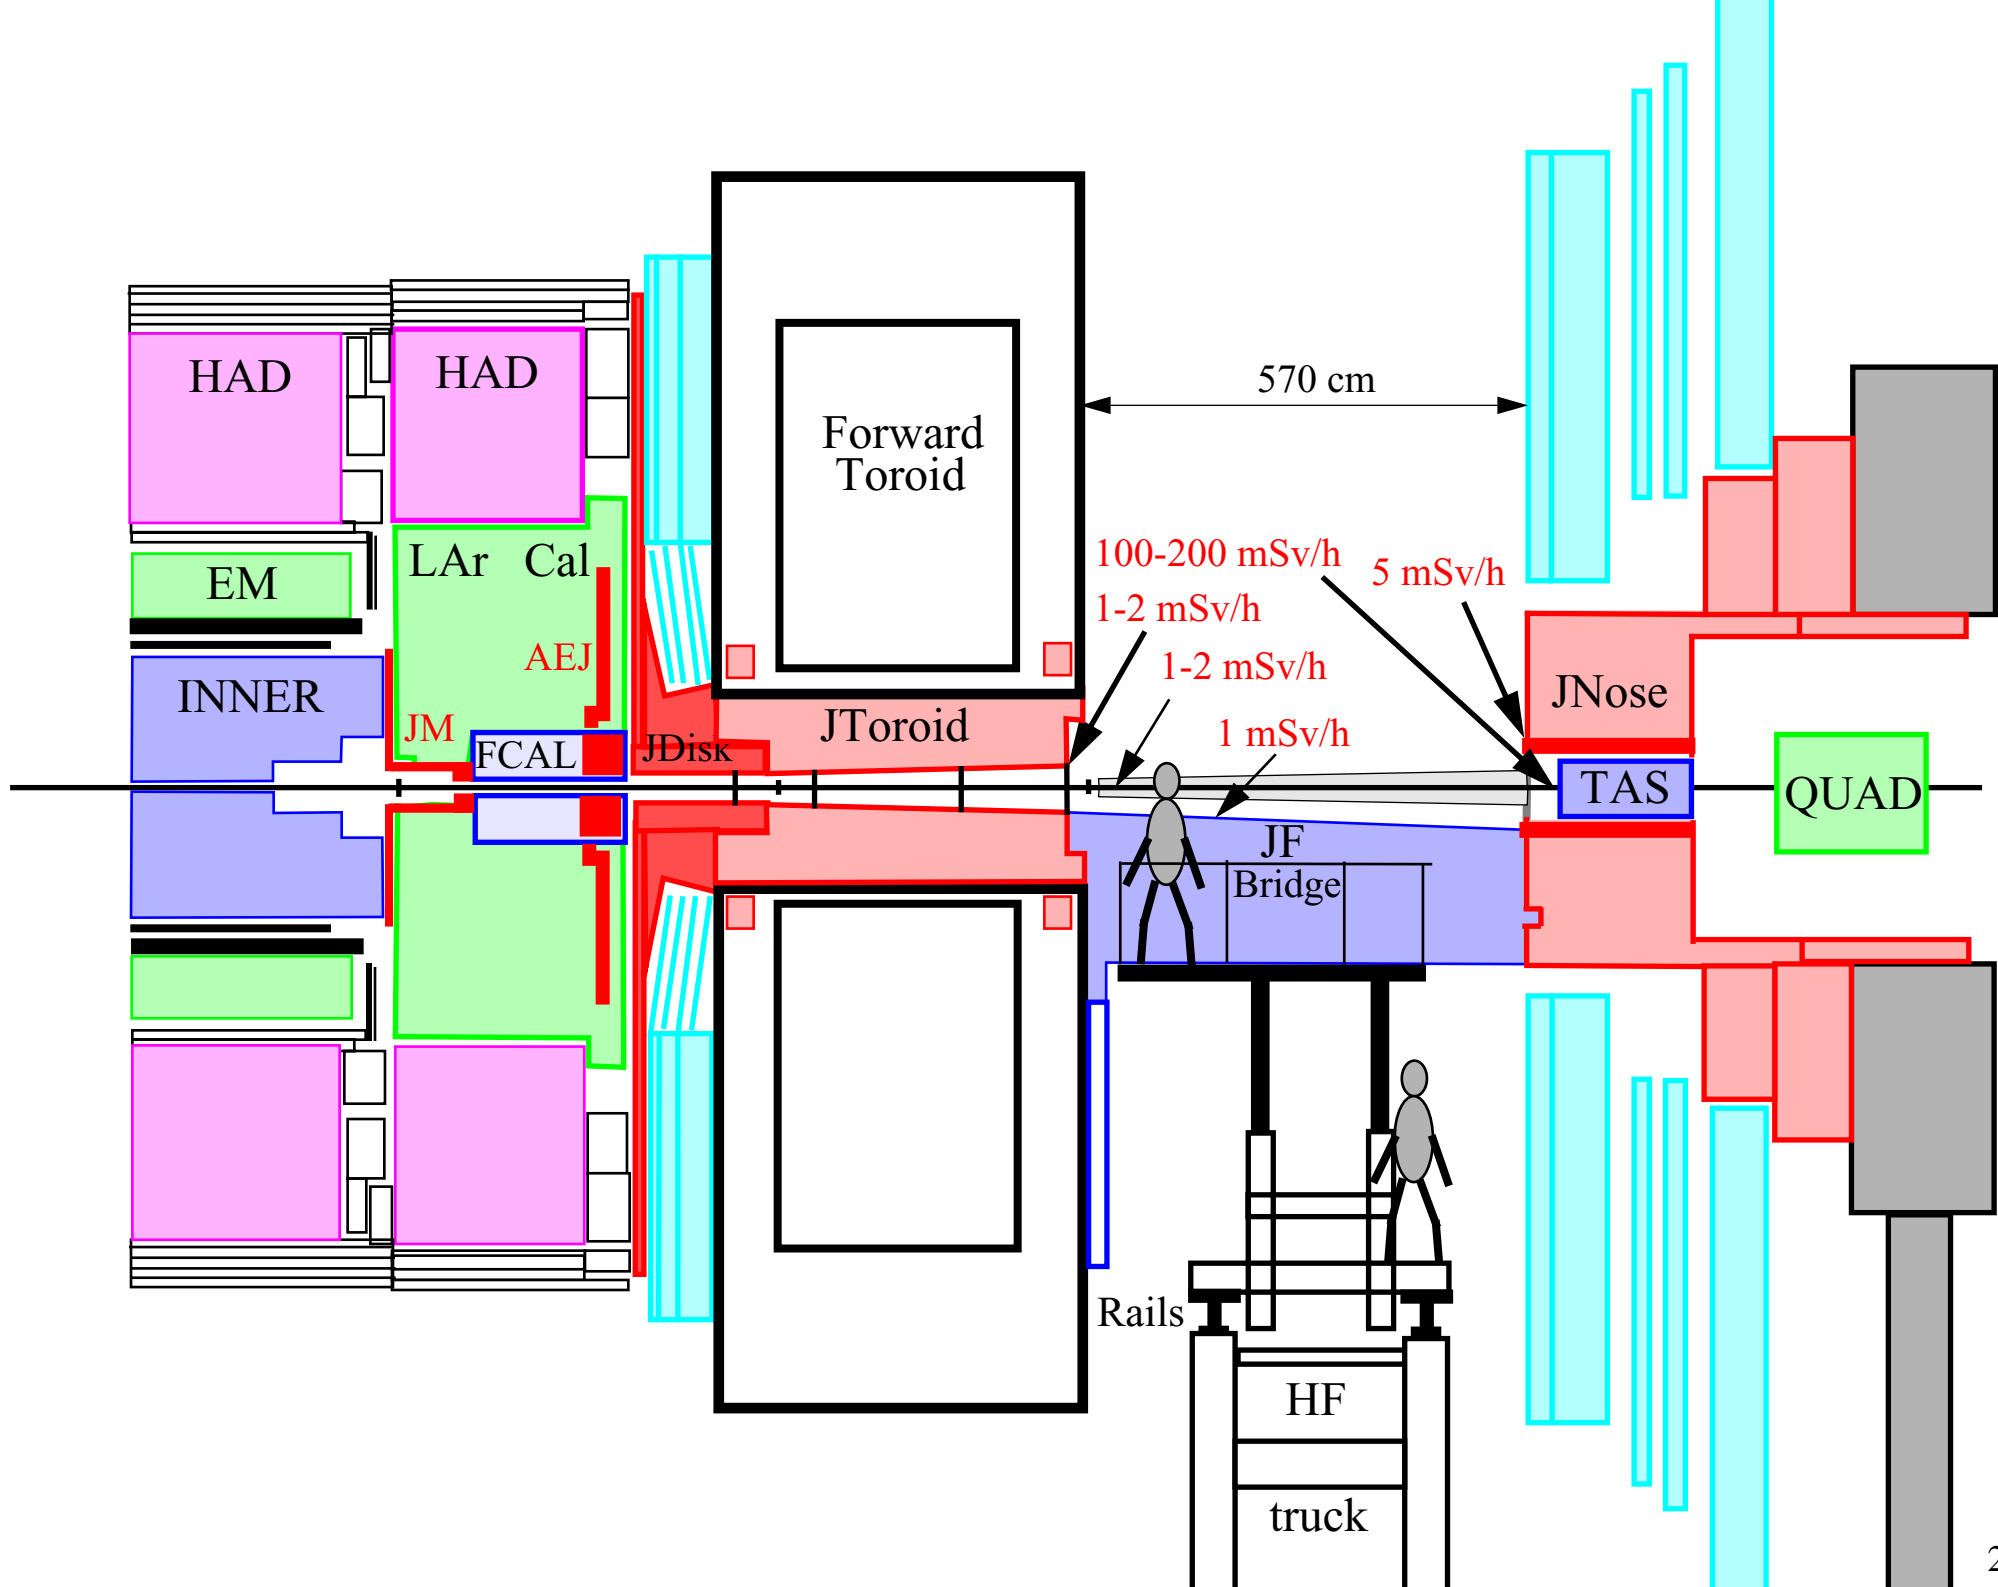 HAD
HAD
570 cm
Forward
Toroid
LAr Cal
100-200 mSv/h
5 mSv/h
EM
1-2 mSv/h
AEJ
1-2 mSv/h
INNER
JNose
JM
JToroid
1 mSv/h
FCAL
JDisk
TAS
QUAD
JF
Bridge
Rails
HF
truck
2